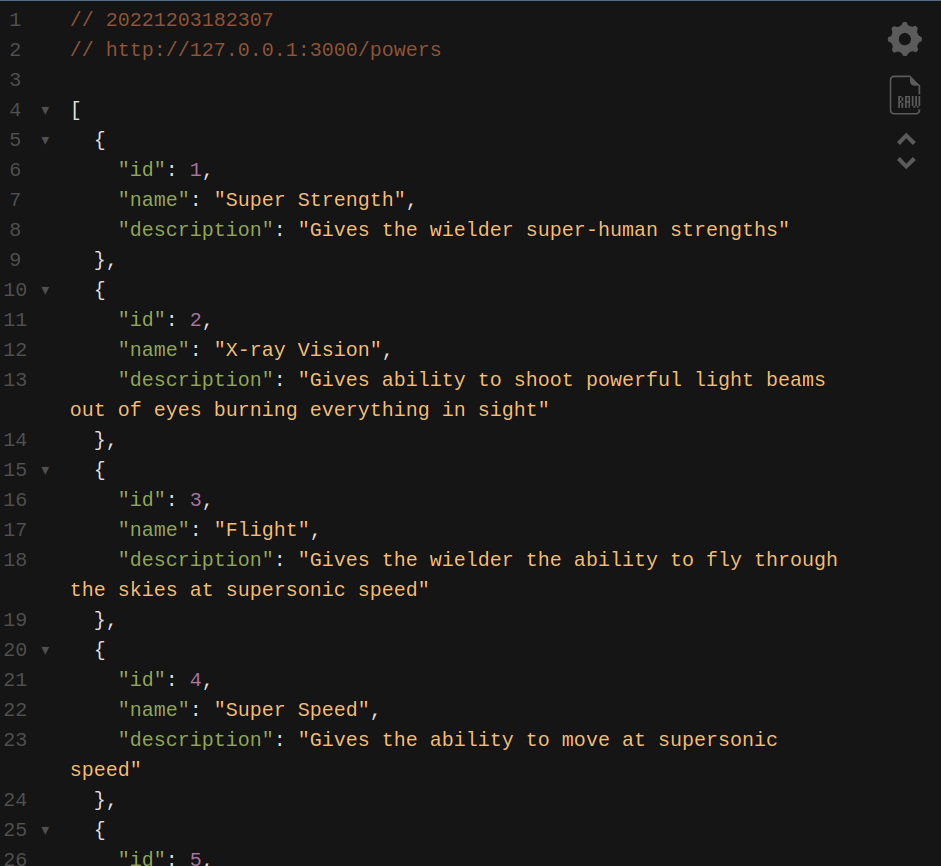 1 // 20221203182307
2 // http://127.0.0.1:3000/powers
3
4 [
5 {
6 "id": 1,
7 "name": "Super Strength",
8 "description": "Gives the wielder super-human strengths"
9 },
10 {
11 "id": 2,
12 "name": "X-ray Vision",
13 "description": "Gives ability to shoot powerful light beams
out of eyes burning everything in sight"
14 },
15 {
16 "id": 3,
17 "name": "Flight",
18 "description": "Gives the wielder the ability to fly through
the skies at supersonic speed"
19 },
20 {
21 "id": 4,
22 "name": "Super Speed",
23 "description": "Gives the ability to move at supersonic
speed"
24 },
25 {
26 "id": 5,
RAW